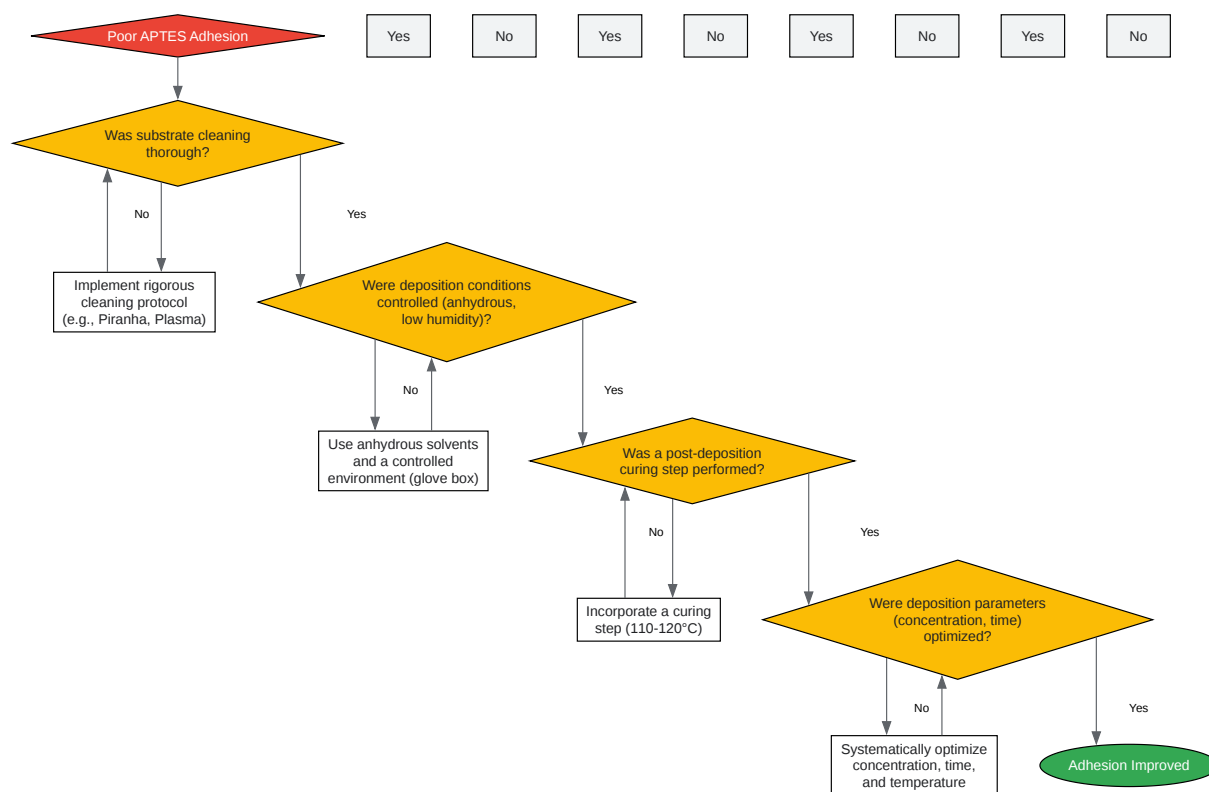 Poor APTES Adhesion
Yes
No
Yes
No
Yes
No
Yes
No
Was substrate cleaning
thorough?
No
Yes
Implement rigorous
cleaning protocol
(e.g., Piranha, Plasma)
Were deposition conditions
controlled (anhydrous,
low humidity)?
No
Yes
Use anhydrous solvents
and a controlled
environment (glove box)
Was a post-deposition
curing step performed?
No
Yes
Incorporate a curing
step (110-120°C)
Were deposition parameters
(concentration, time)
optimized?
No
Yes
Systematically optimize
concentration, time,
and temperature
Adhesion Improved